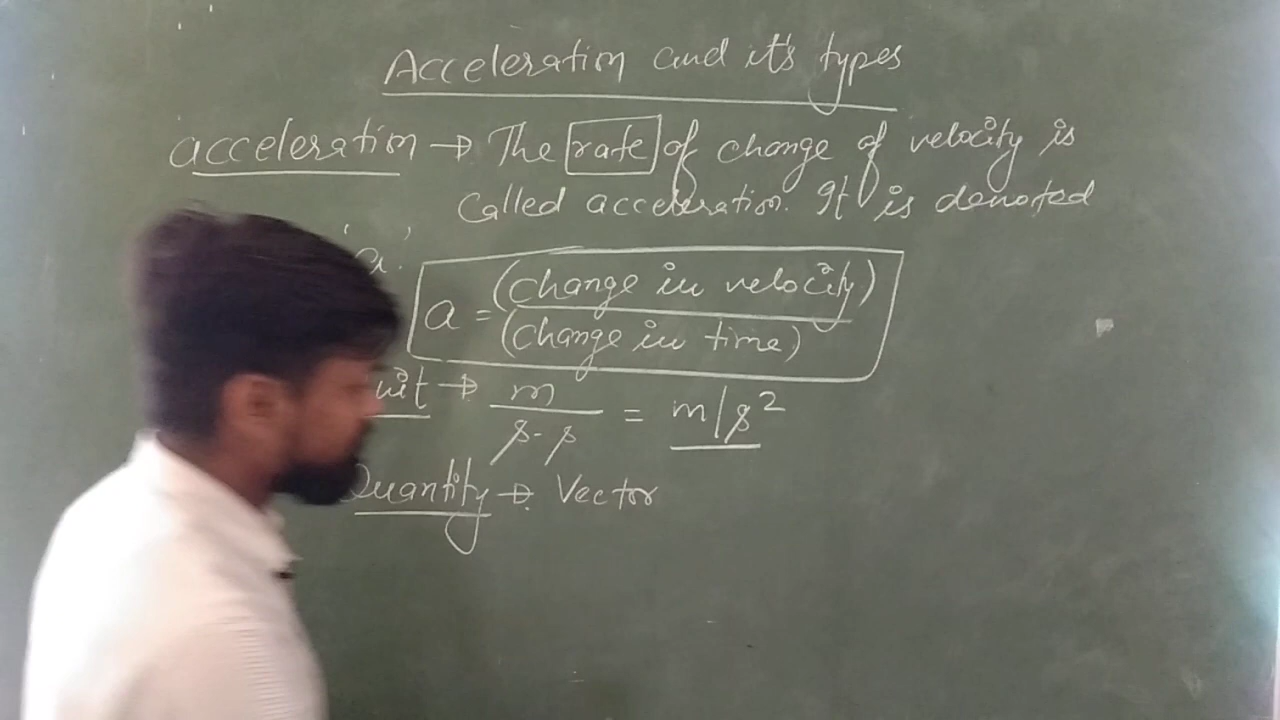 Acceleration and it's types
acceleration → The rate of change of velocity is
called acceleration. It is denoted
'a'.
a = (change in velocity)
(change in time)
→ m / s-s = m/s²
Quantity → Vector